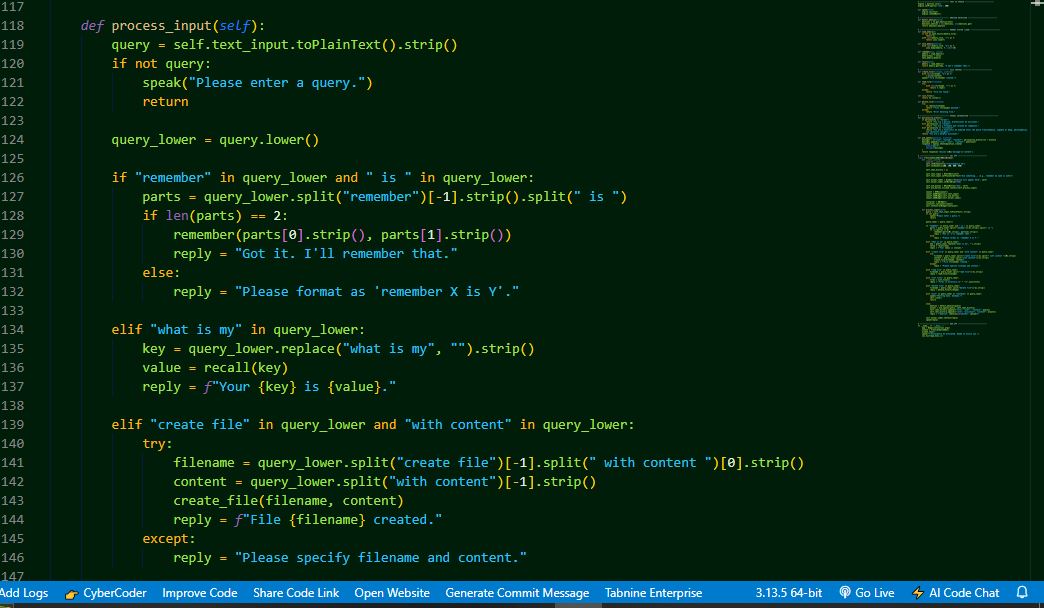 117
118 def process_input(self):
119 query = self.text_input.toPlainText().strip()
120 if not query:
121 speak("Please enter a query.")
122 return
123
124 query_lower = query.lower()
125
126 if "remember" in query_lower and " is " in query_lower:
127 parts = query_lower.split("remember")[-1].strip().split(" is ")
128 if len(parts) == 2:
129 remember(parts[0].strip(), parts[1].strip())
130 reply = "Got it. I'll remember that."
131 else:
132 reply = "Please format as 'remember X is Y'."
133
134 elif "what is my" in query_lower:
135 key = query_lower.replace("what is my", "").strip()
136 value = recall(key)
137 reply = f"Your {key} is {value}."
138
139 elif "create file" in query_lower and "with content" in query_lower:
140 try:
141 filename = query_lower.split("create file")[-1].split(" with content ")[0].strip()
142 content = query_lower.split("with content")[-1].strip()
143 create_file(filename, content)
144 reply = f"File {filename} created."
145 except:
146 reply = "Please specify filename and content."
147
Add Logs CyberCoder Improve Code Share Code Link Open Website Generate Commit Message Tabnine Enterprise 3.13.5 64-bit Go Live AI Code Chat